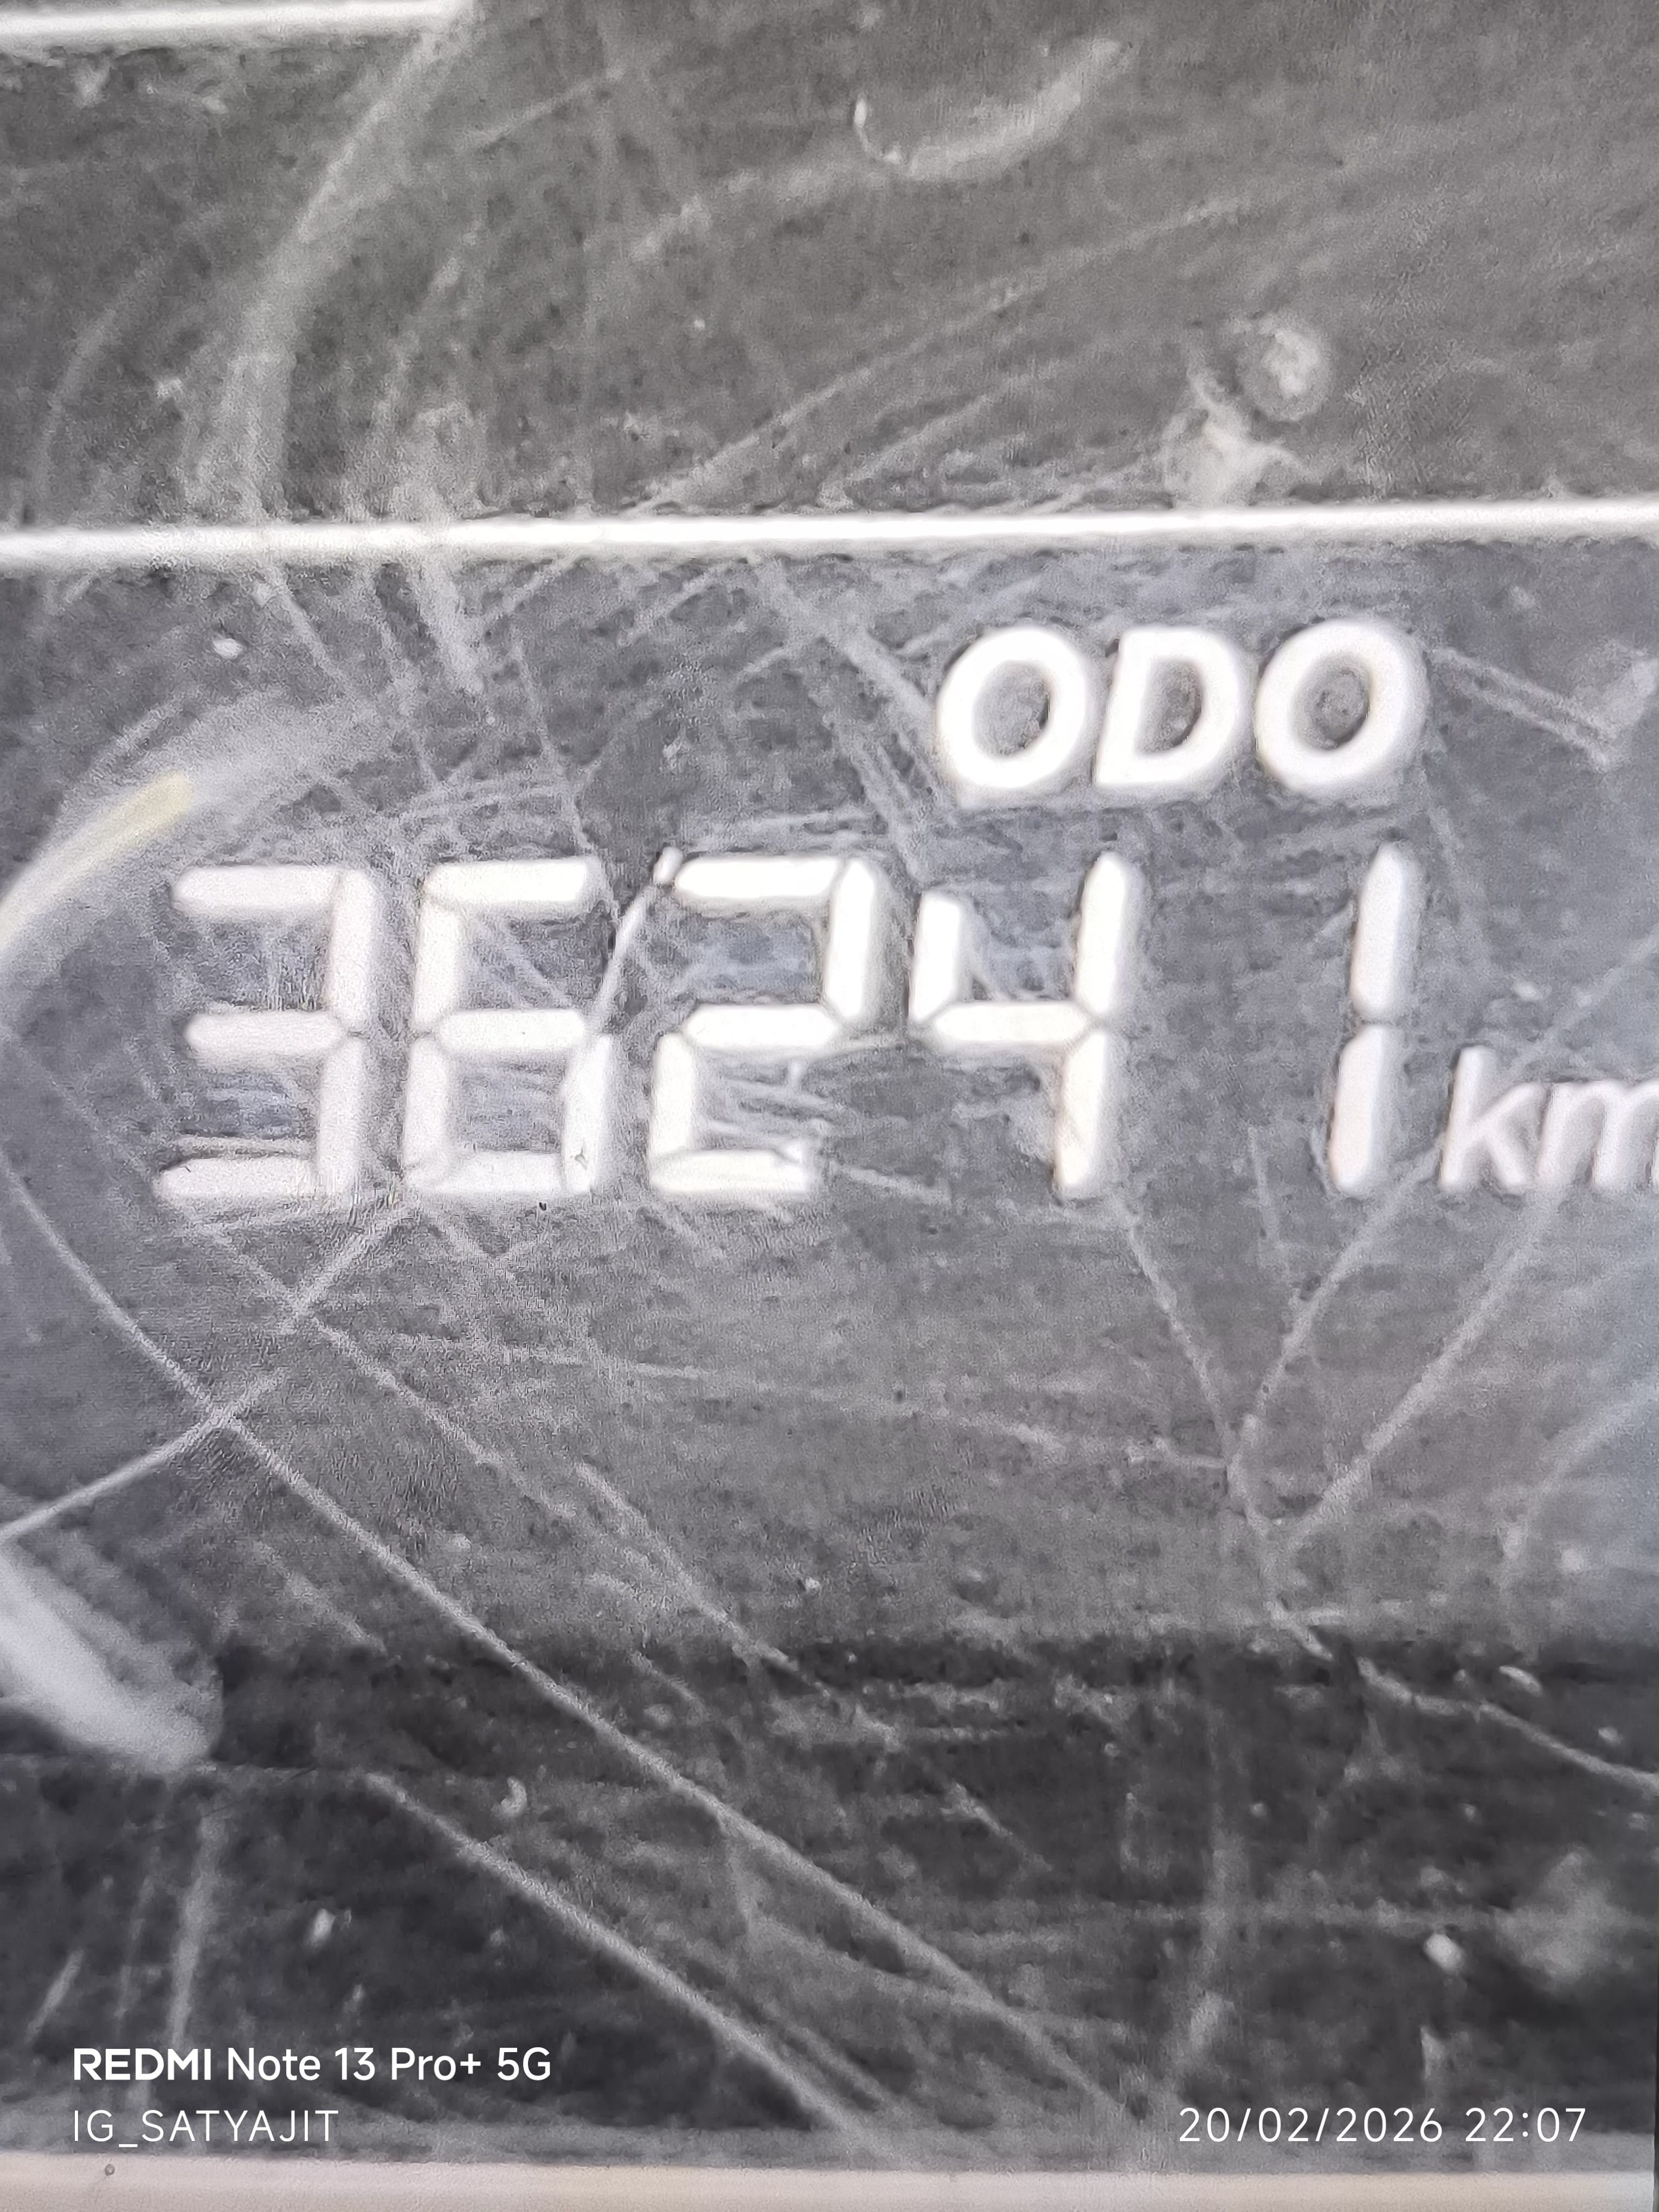 ODO
36241 km
REDMI Note 13 Pro+ 5G
IG_SATYAJIT
20/02/2026 22:07